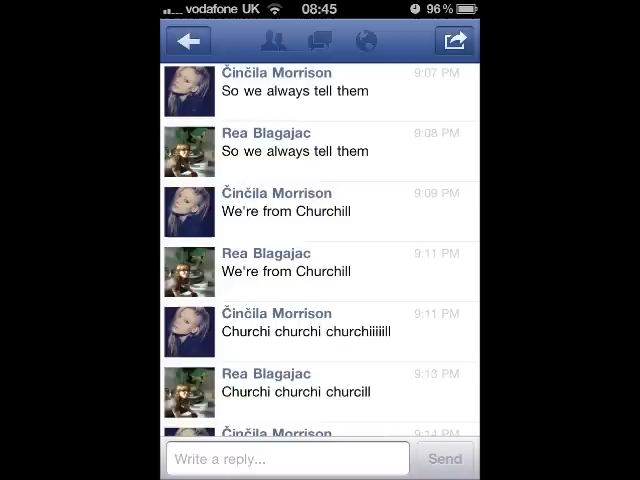 vodafone UK 08:45 96%
Činčila Morrison 9:07 PM
So we always tell them
Rea Blagajac 9:08 PM
So we always tell them
Činčila Morrison 9:09 PM
We're from Churchill
Rea Blagajac 9:11 PM
We're from Churchill
Činčila Morrison 9:11 PM
Churchi churchi churchiiiiill
Rea Blagajac 9:13 PM
Churchi churchi churcill
Činčila Morrison 9:14 PM
Write a reply... Send